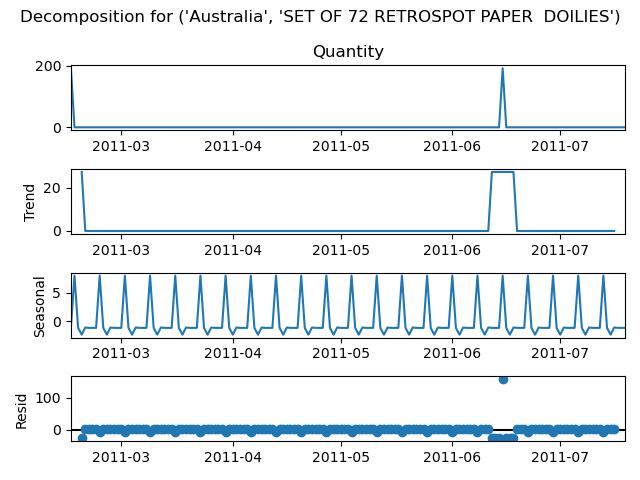 Decomposition for ('Australia', 'SET OF 72 RETROSPOT PAPER  DOILIES')
Quantity
200
0
2011-03 2011-04 2011-05 2011-06 2011-07
Trend
20
0
2011-03 2011-04 2011-05 2011-06 2011-07
Seasonal
5
0
2011-03 2011-04 2011-05 2011-06 2011-07
Resid
100
0
2011-03 2011-04 2011-05 2011-06 2011-07